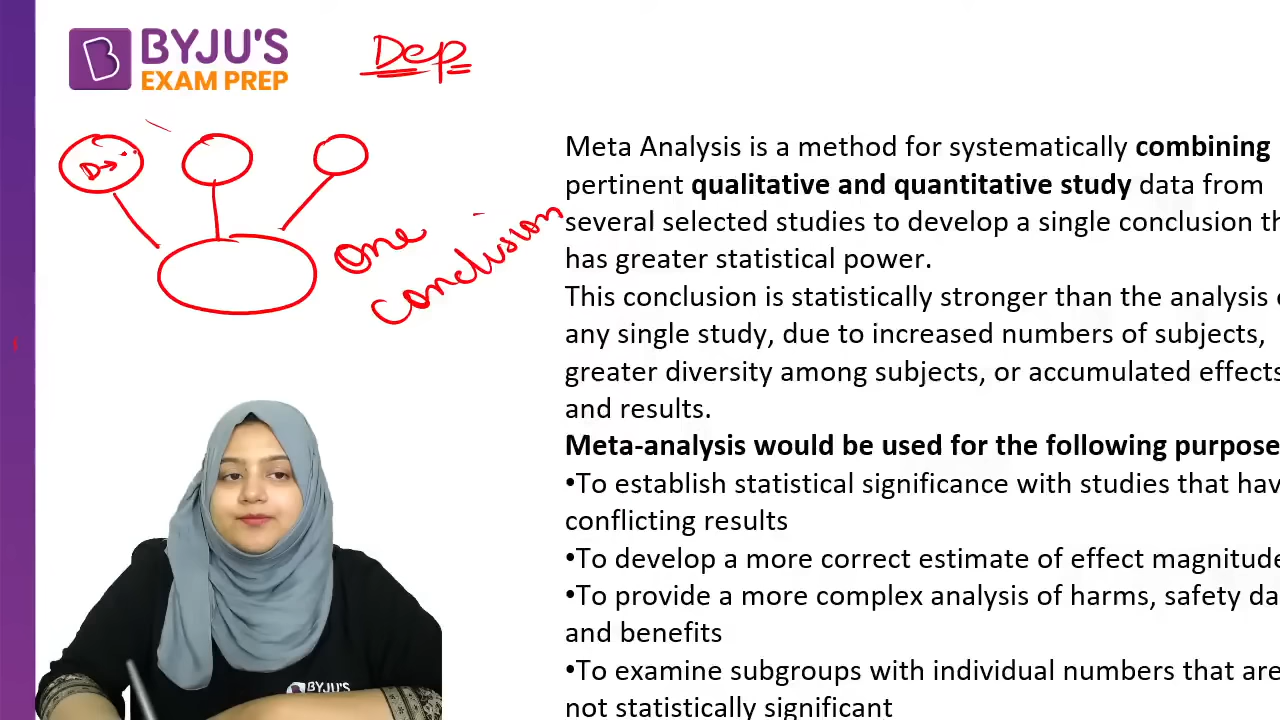 BYJU'S
EXAM PREP
Dep
D→
one
conclusion
Meta Analysis is a method for systematically combining
pertinent qualitative and quantitative study data from
several selected studies to develop a single conclusion th
has greater statistical power.
This conclusion is statistically stronger than the analysis
any single study, due to increased numbers of subjects,
greater diversity among subjects, or accumulated effects
and results.
Meta-analysis would be used for the following purpose
•To establish statistical significance with studies that hav
conflicting results
•To develop a more correct estimate of effect magnitude
•To provide a more complex analysis of harms, safety da
and benefits
•To examine subgroups with individual numbers that are
not statistically significant
BYJU'S